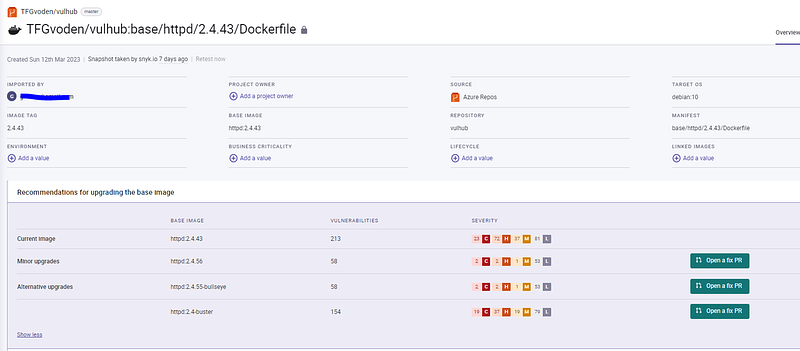 TFGvoden/vulhub master
TFGvoden/vulhub:base/httpd/2.4.43/Dockerfile
Overview
Created Sun 12th Mar 2023 | Snapshot taken by snyk.io 7 days ago | Retest now
IMPORTED BY PROJECT OWNER SOURCE TARGET OS
G Add a project owner Azure Repos debian:10
IMAGE TAG BASE IMAGE REPOSITORY MANIFEST
2.4.43 httpd:2.4.43 vulhub base/httpd/2.4.43/Dockerfile
ENVIRONMENT BUSINESS CRITICALITY LIFECYCLE LINKED IMAGES
Add a value Add a value Add a value Add a value
Recommendations for upgrading the base image
BASE IMAGE VULNERABILITIES SEVERITY
Current image httpd:2.4.43 213 23 C 72 H 37 M 81 L
Minor upgrades httpd:2.4.56 58 2 C 2 H 1 M 53 L Open a fix PR
Alternative upgrades httpd:2.4.55-bullseye 58 2 C 2 H 1 M 53 L Open a fix PR
httpd:2.4-buster 154 19 C 37 H 19 M 79 L Open a fix PR
Show less